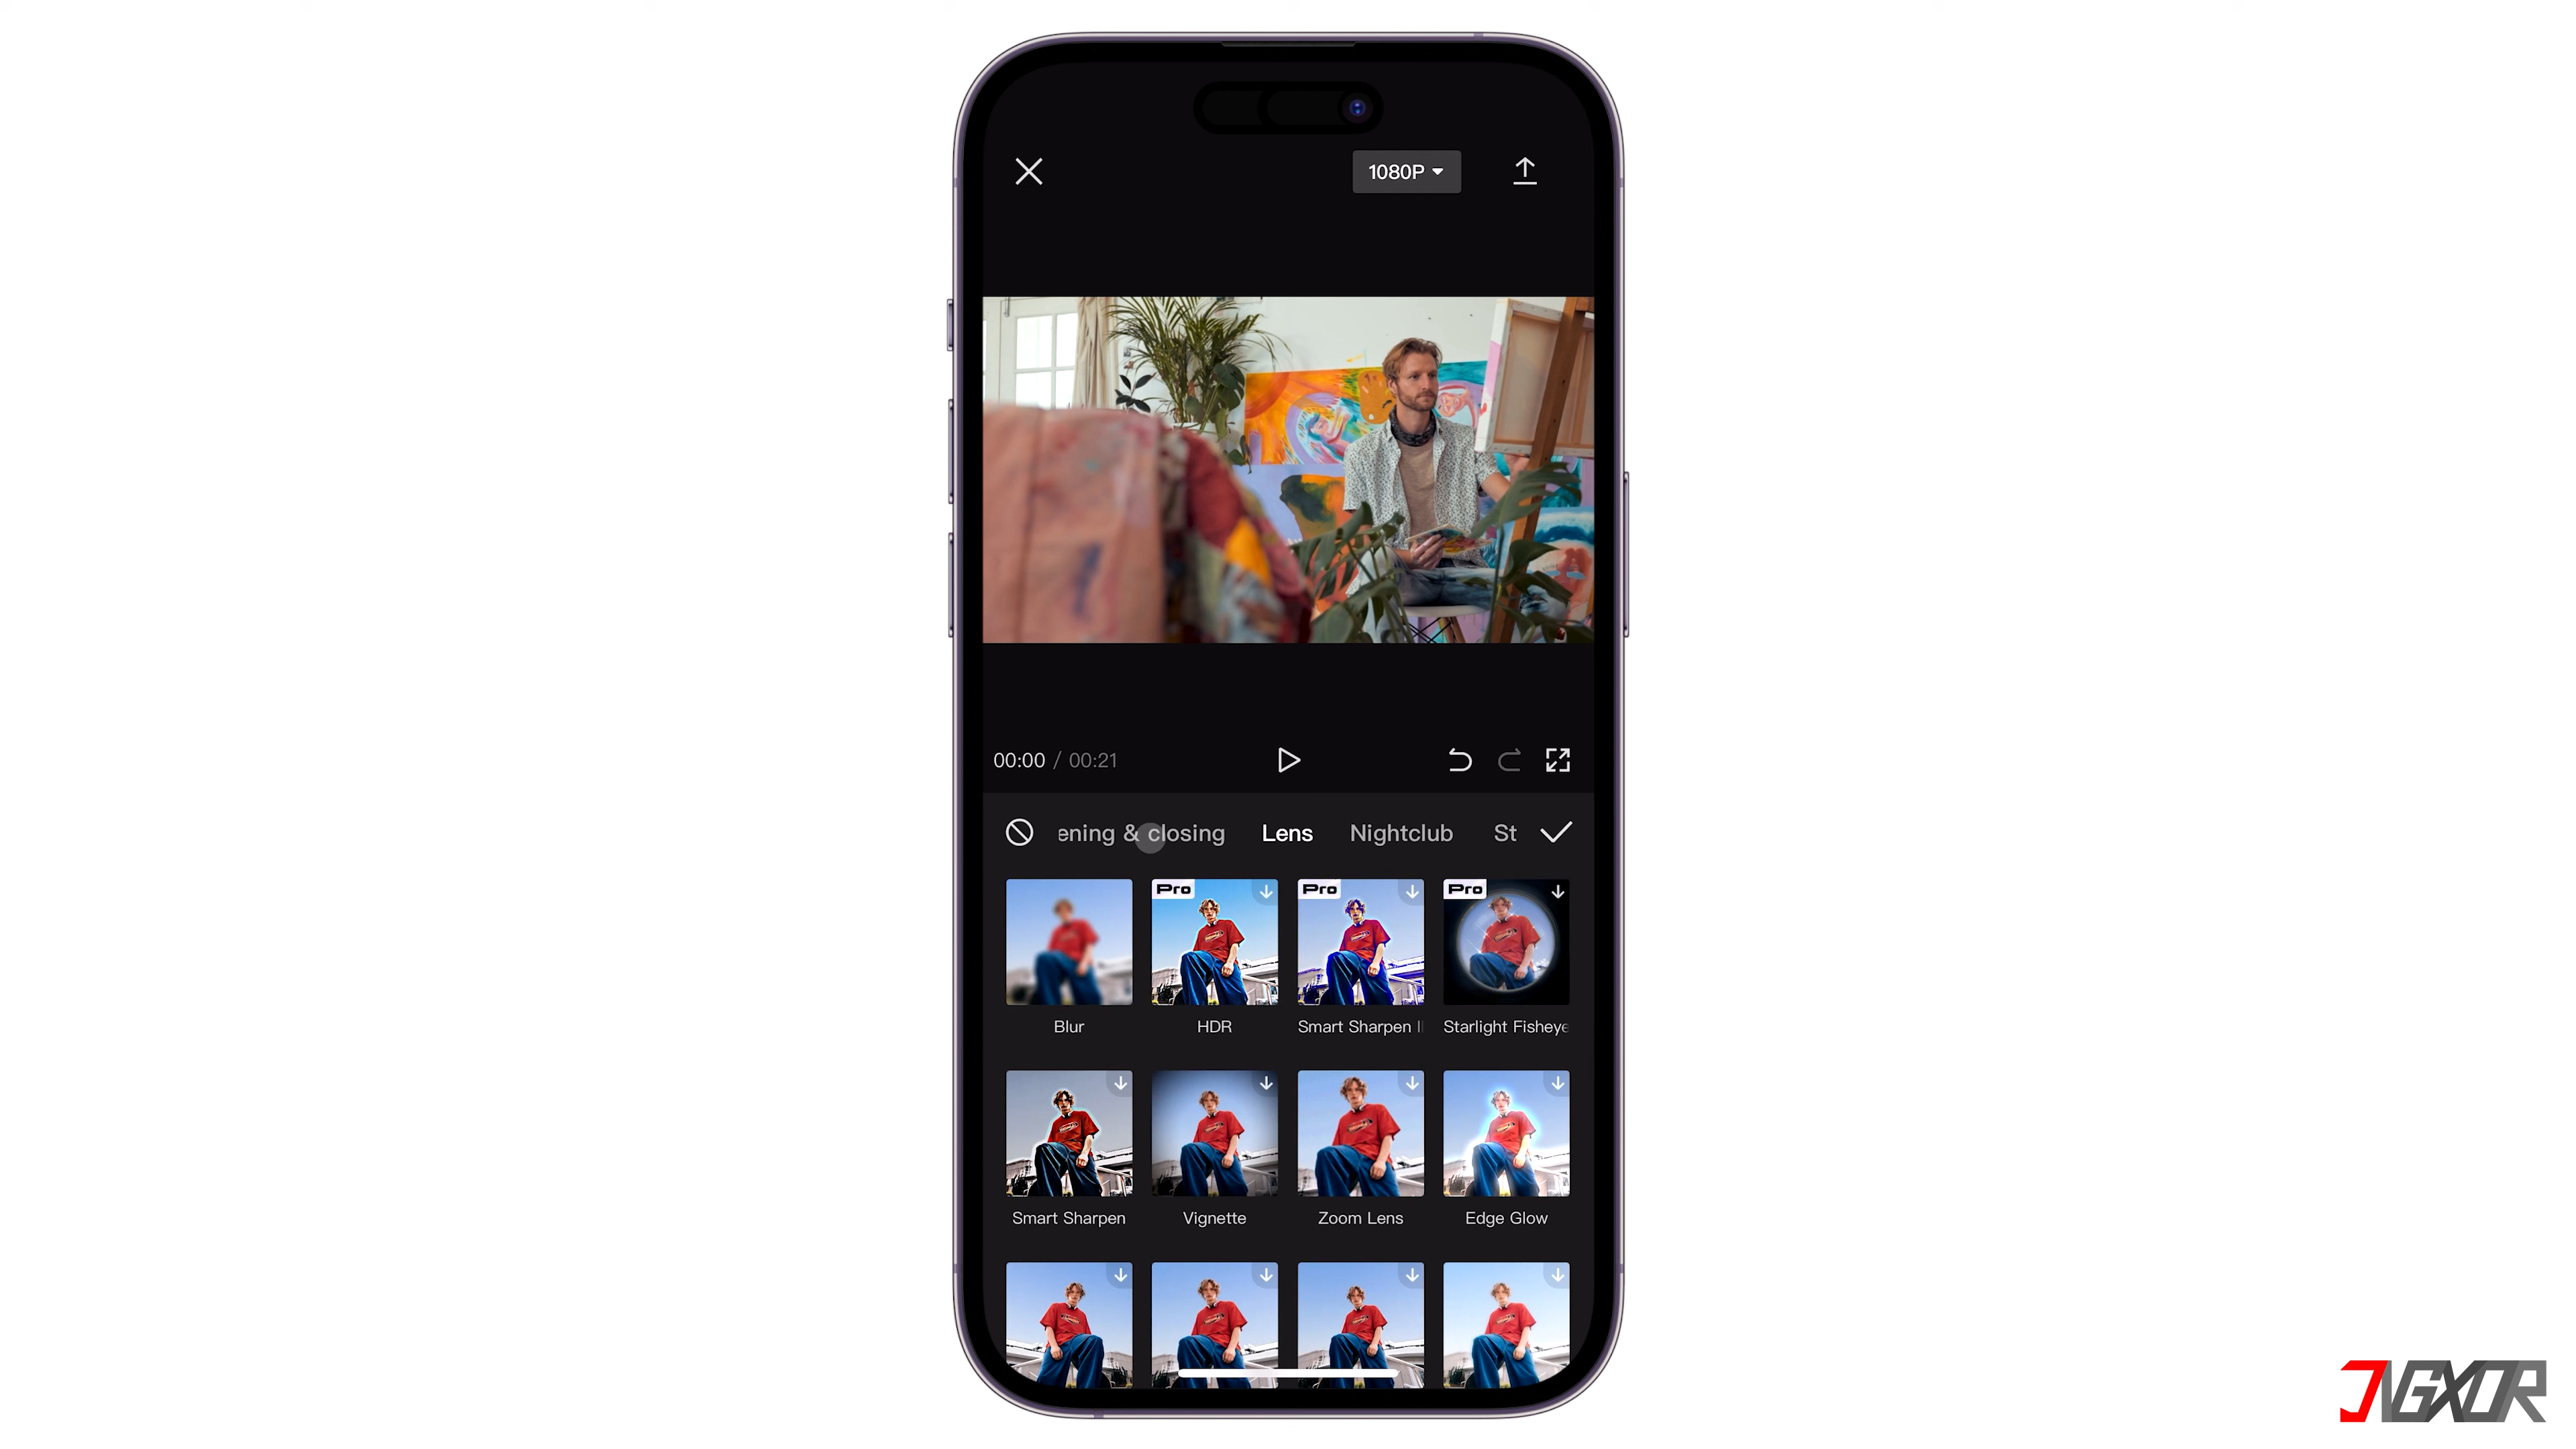 1080P
00:00 / 00:21
ening & closing Lens Nightclub St
Pro Pro Pro
Blur HDR Smart Sharpen Starlight Fisheye
Smart Sharpen Vignette Zoom Lens Edge Glow
JIGXOR